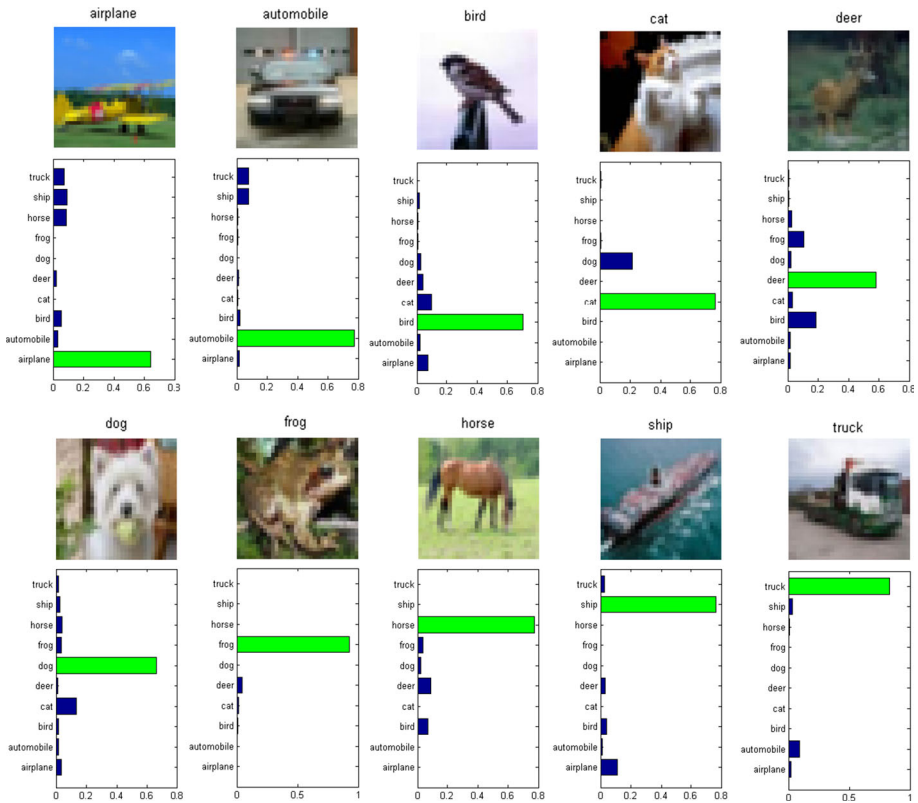 airplane
truck
ship
horse
frog
dog
deer
cat
bird
automobile
airplane
0 0.2 0.4 0.6 0.3
automobile
truck
ship
horse
frog
dog
deer
cat
bird
automobile
airplane
0 0.2 0.4 0.6 0.8
bird
truck
ship
horse
frog
dog
deer
cat
bird
automobile
airplane
0 0.2 0.4 0.6 0.8
cat
truck
ship
horse
frog
dog
deer
cat
bird
automobile
airplane
0 0.2 0.4 0.6 0.8
deer
truck
ship
horse
frog
dog
deer
cat
bird
automobile
airplane
0 0.2 0.4 0.6 0.8
dog
truck
ship
horse
frog
dog
deer
cat
bird
automobile
airplane
0 0.2 0.4 0.6 0.8
frog
truck
ship
horse
frog
dog
deer
cat
bird
automobile
airplane
0 0.5 1
horse
truck
ship
horse
frog
dog
deer
cat
bird
automobile
airplane
0 0.2 0.4 0.6 0.8
ship
truck
ship
horse
frog
dog
deer
cat
bird
automobile
airplane
0 0.2 0.4 0.6 0.8
truck
truck
ship
horse
frog
dog
deer
cat
bird
automobile
airplane
0 0.5 1